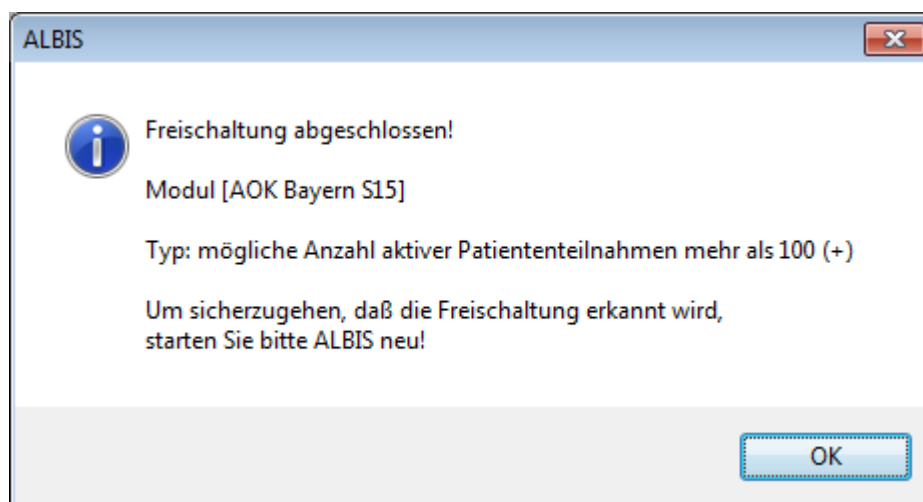 ALBIS
Freischaltung abgeschlossen!
Modul [AOK Bayern S15]
Typ: mögliche Anzahl aktiver Patiententeilnahmen mehr als 100 (+)
Um sicherzugehen, daß die Freischaltung erkannt wird,
starten Sie bitte ALBIS neu!
OK